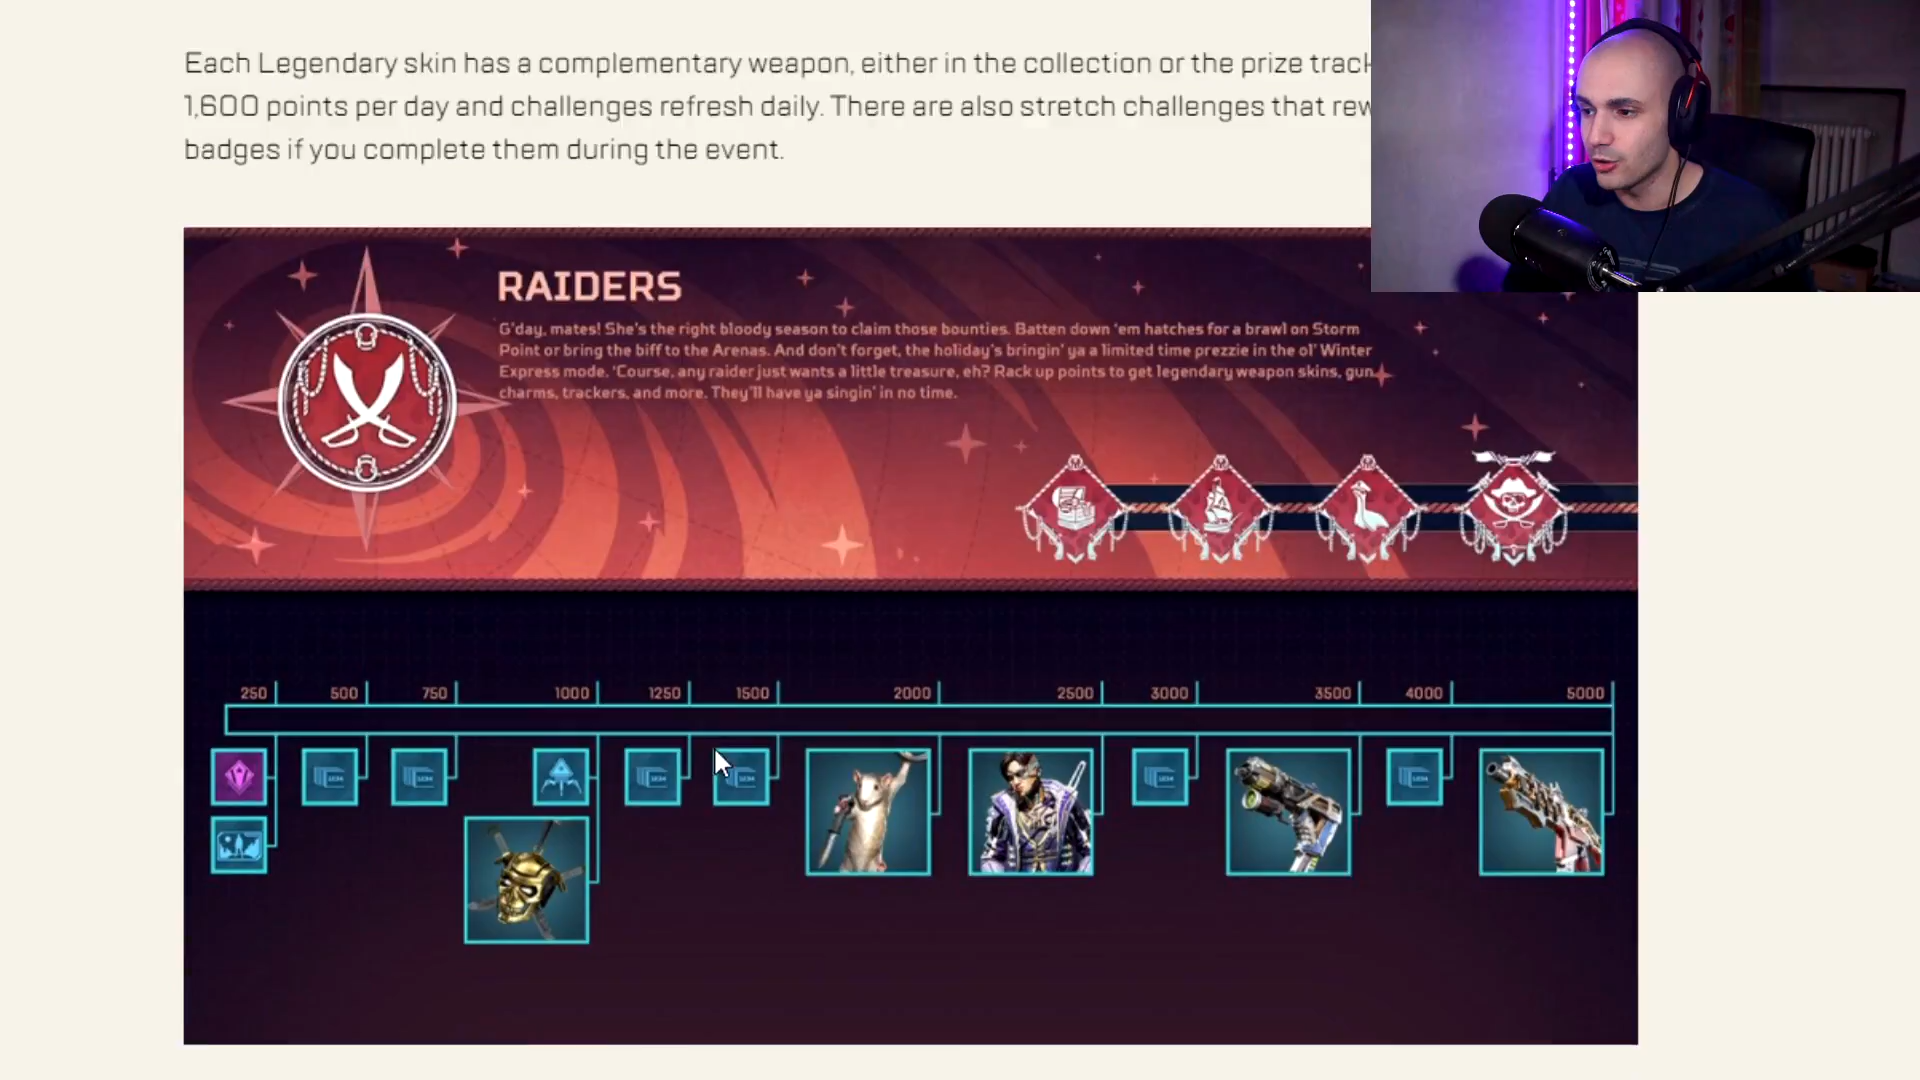 Each Legendary skin has a complementary weapon, either in the collection or the prize track
1,600 points per day and challenges refresh daily. There are also stretch challenges that rew
badges if you complete them during the event.
RAIDERS
G'day, mates! She's the right bloody season to claim those bounties. Batten down 'em hatches for a brawl on Storm
Point or bring the biff to the Arenas. And don't forget, the holiday's bringin' ya a limited time prezzie in the ol' Winter
Express mode. 'Course, any raider just wants a little treasure, eh? Rack up points to get legendary weapon skins, gun
charms, trackers, and more. They'll have ya singin' in no time.
250 500 750 1000 1250 1500 2000 2500 3000 3500 4000 5000